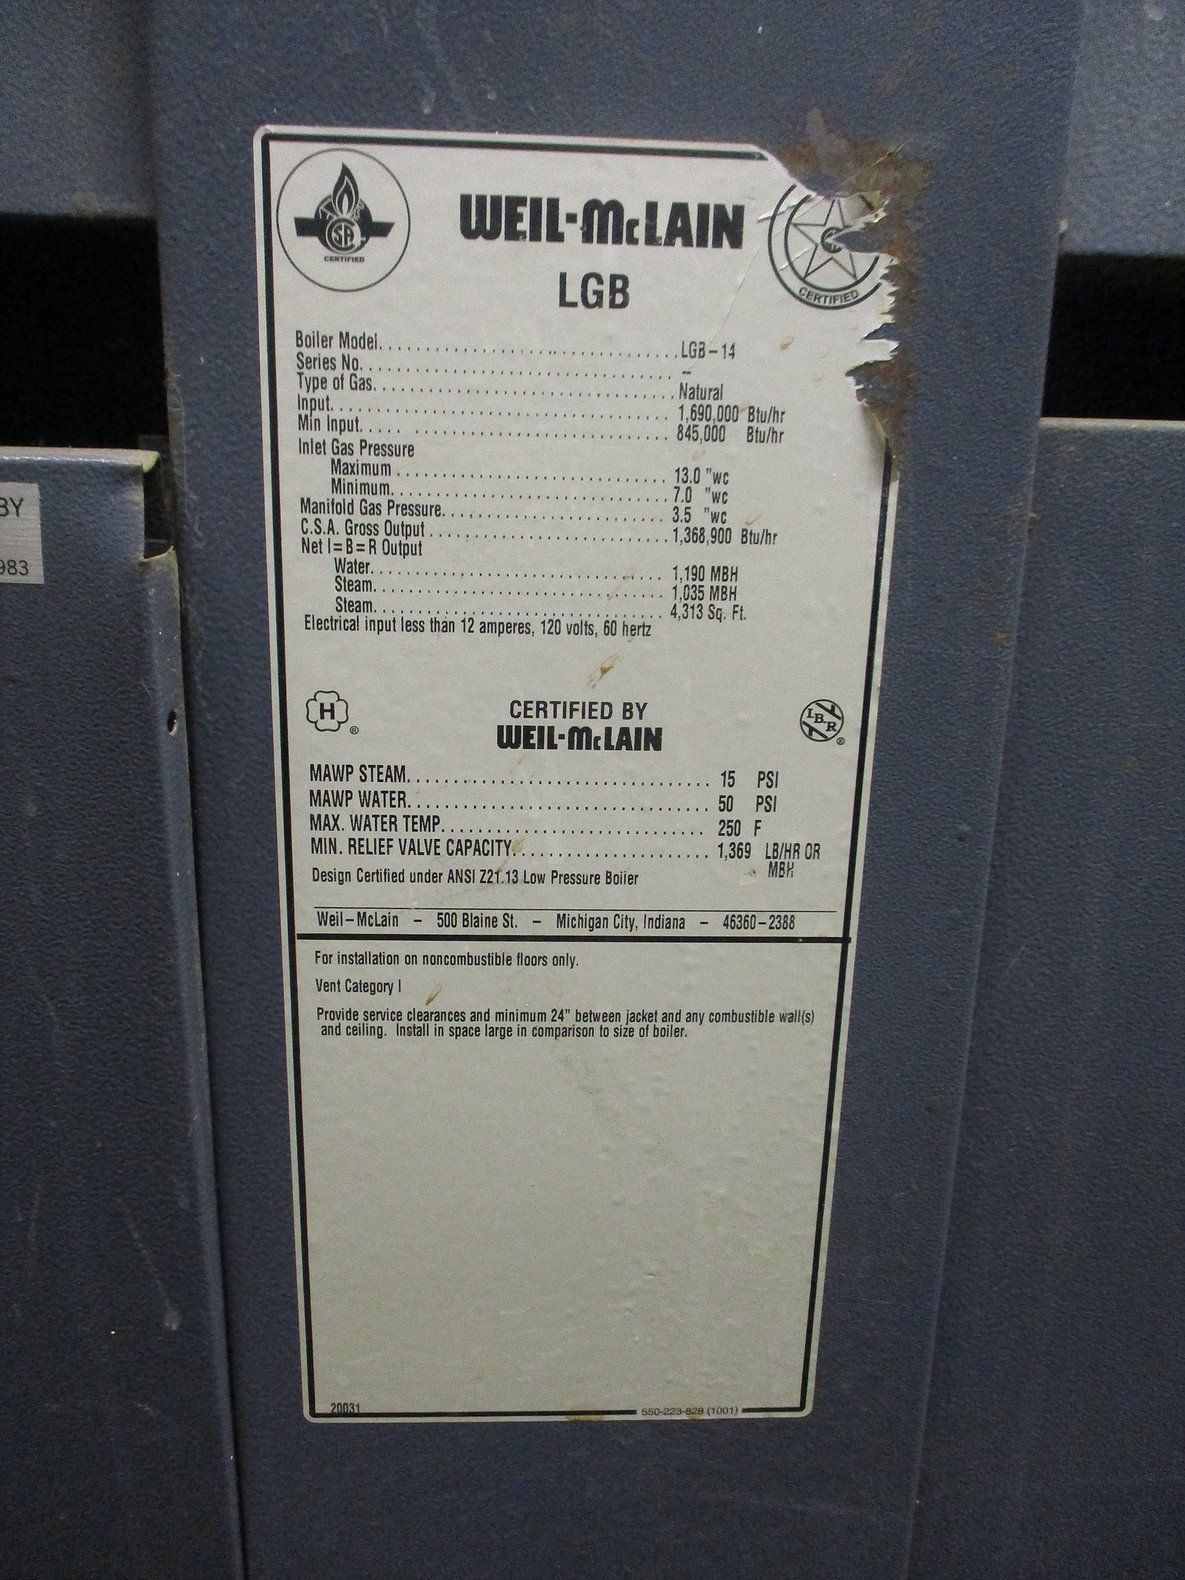 CSA
CERTIFIED
WEIL-McLAIN
LGB
CERTIFIED
Boiler Model................................LGB-14
Series No.................................. -
Type of Gas.................................Natural
Input.....................................1,690,000 Btu/hr
Min Input..... ............................ 845,000 Btu/hr
Inlet Gas Pressure
Maximum ............................. 13.0 "wc
Minimum.............................. 7.0 "wc
Manifold Gas Pressure......................... 3.5 "wc
C.S.A. Gross Output ..........................1,368,900 Btu/hr
Net I=B=R Output
Water................................ 1,190 MBH
Steam................................ 1,035 MBH
Steam................................ 4,313 Sq. Ft.
Electrical input less than 12 amperes, 120 volts, 60 hertz
H ®
CERTIFIED BY
WEIL-McLAIN
IBR ®
MAWP STEAM................................ 15 PSI
MAWP WATER................................ 50 PSI
MAX. WATER TEMP............................ 250 F
MIN. RELIEF VALVE CAPACITY..................... 1,369 LB/HR OR
MBH
Design Certified under ANSI Z21.13 Low Pressure Boiler
Weil-McLain - 500 Blaine St. - Michigan City, Indiana - 46360-2388
For installation on noncombustible floors only.
Vent Category I
Provide service clearances and minimum 24" between jacket and any combustible wall(s)
and ceiling. Install in space large in comparison to size of boiler.
20031
550-223-828 (1001)
BY
983